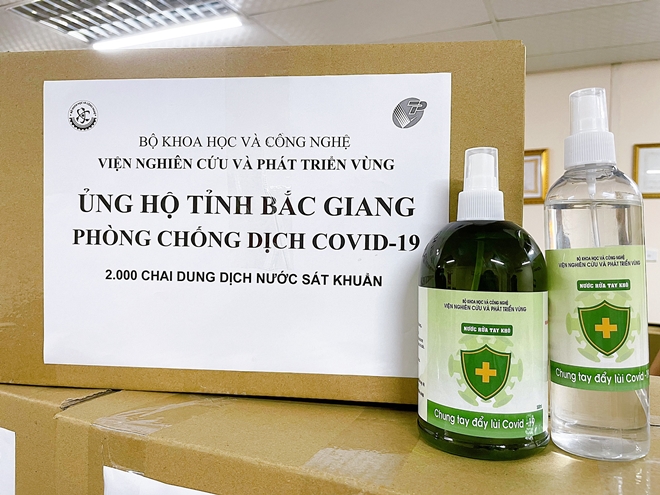 BỘ KHOA HỌC VÀ CÔNG NGHỆ
VIỆN NGHIÊN CỨU VÀ PHÁT TRIỂN VÙNG
ỦNG HỘ TỈNH BẮC GIANG
PHÒNG CHỐNG DỊCH COVID-19
2.000 CHAI DUNG DỊCH NƯỚC SÁT KHUẨN
BỘ KHOA HỌC VÀ CÔNG NGHỆ
VIỆN NGHIÊN CỨU VÀ PHÁT TRIỂN VÙNG
NƯỚC RỬA TAY KHÔ
Chung tay đẩy lùi Covid -19
BỘ KHOA HỌC VÀ CÔNG NGHỆ
VIỆN NGHIÊN CỨU VÀ PHÁT TRIỂN VÙNG
NƯỚC RỬA TAY KHÔ
Chung tay đẩy lùi Covid